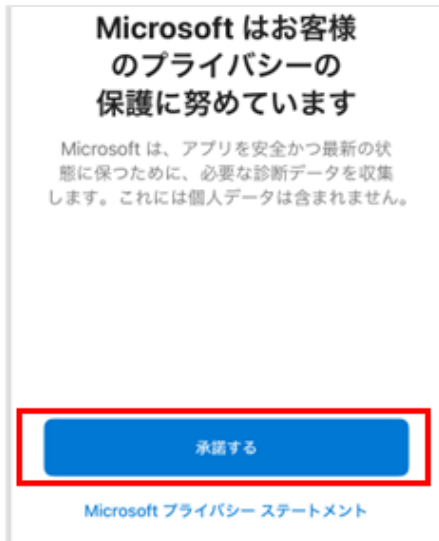 Microsoft はお客様
のプライバシーの
保護に努めています
Microsoft は、アプリを安全かつ最新の状
態に保つために、必要な診断データを収集
します。これには個人データは含まれません。
承諾する
Microsoft プライバシー ステートメント